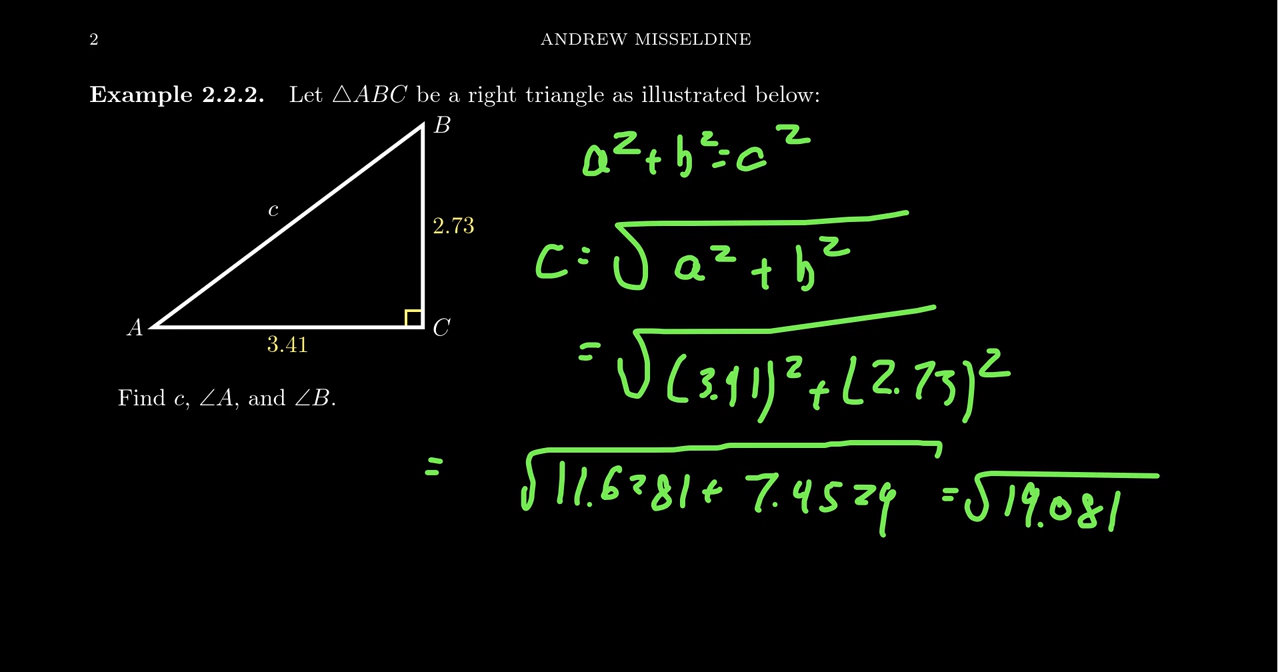 2 ANDREW MISSELDINE
Example 2.2.2. Let △ABC be a right triangle as illustrated below:
B
a²+b²=c²
c
2.73
c=√a²+b²
A
C
3.41
=√(3.41)²+(2.73)²
Find c, ∠A, and ∠B.
= √11.6281+7.4529 =√19.081